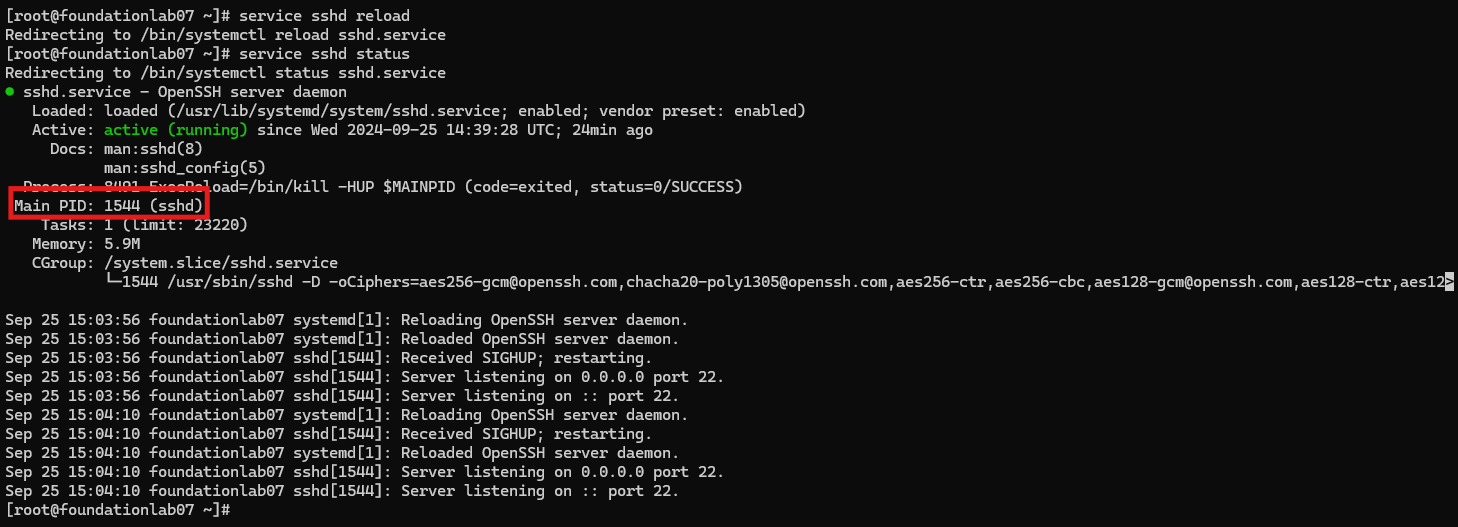 [root@foundationlab07 ~]# service sshd reload
Redirecting to /bin/systemctl reload sshd.service
[root@foundationlab07 ~]# service sshd status
Redirecting to /bin/systemctl status sshd.service
● sshd.service - OpenSSH server daemon
   Loaded: loaded (/usr/lib/systemd/system/sshd.service; enabled; vendor preset: enabled)
   Active: active (running) since Wed 2024-09-25 14:39:28 UTC; 24min ago
     Docs: man:sshd(8)
           man:sshd_config(5)
  Process: 8491 ExecReload=/bin/kill -HUP $MAINPID (code=exited, status=0/SUCCESS)
 Main PID: 1544 (sshd)
    Tasks: 1 (limit: 23220)
   Memory: 5.9M
   CGroup: /system.slice/sshd.service
           └─1544 /usr/sbin/sshd -D -oCiphers=aes256-gcm@openssh.com,chacha20-poly1305@openssh.com,aes256-ctr,aes256-cbc,aes128-gcm@openssh.com,aes128-ctr,aes12>
Sep 25 15:03:56 foundationlab07 systemd[1]: Reloading OpenSSH server daemon.
Sep 25 15:03:56 foundationlab07 systemd[1]: Reloaded OpenSSH server daemon.
Sep 25 15:03:56 foundationlab07 sshd[1544]: Received SIGHUP; restarting.
Sep 25 15:03:56 foundationlab07 sshd[1544]: Server listening on 0.0.0.0 port 22.
Sep 25 15:03:56 foundationlab07 sshd[1544]: Server listening on :: port 22.
Sep 25 15:04:10 foundationlab07 systemd[1]: Reloading OpenSSH server daemon.
Sep 25 15:04:10 foundationlab07 sshd[1544]: Received SIGHUP; restarting.
Sep 25 15:04:10 foundationlab07 systemd[1]: Reloaded OpenSSH server daemon.
Sep 25 15:04:10 foundationlab07 sshd[1544]: Server listening on 0.0.0.0 port 22.
Sep 25 15:04:10 foundationlab07 sshd[1544]: Server listening on :: port 22.
[root@foundationlab07 ~]#